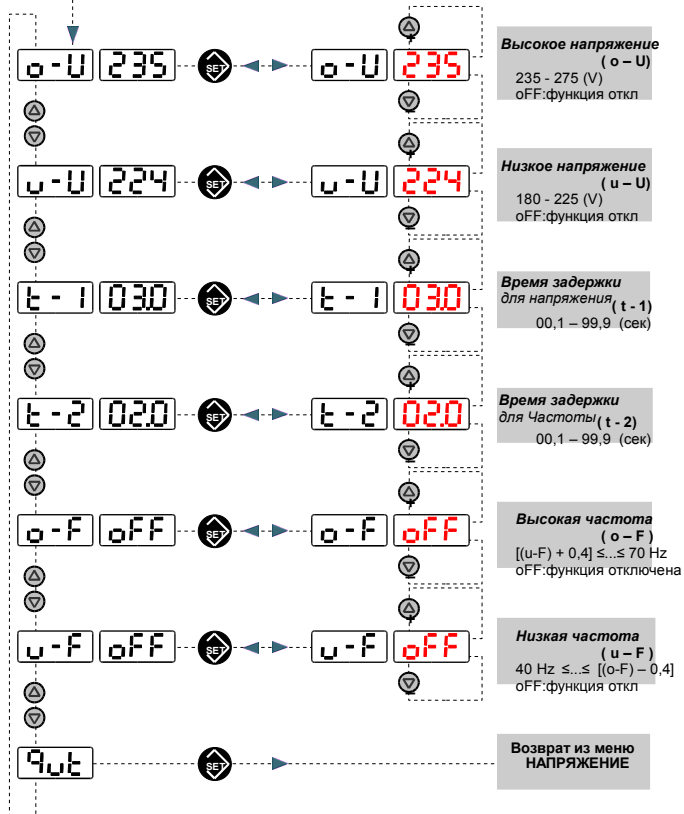 o-U 235 SET o-U 235
Высокое напряжение
( o – U)
235 - 275 (V)
oFF:функция откл
u-U 224 SET u-U 224
Низкое напряжение
( u – U)
180 - 225 (V)
oFF:функция откл
t-1 03.0 SET t-1 03.0
Время задержки
для напряжения( t - 1)
00,1 – 99,9 (сек)
t-2 02.0 SET t-2 02.0
Время задержки
для Частоты( t - 2)
00,1 – 99,9 (сек)
o-F oFF SET o-F oFF
Высокая частота
( o – F )
[(u-F) + 0,4] ≤...≤ 70 Hz
oFF:функция отключена
u-F oFF SET u-F oFF
Низкая частота
( u – F )
40 Hz ≤...≤ [(o-F) – 0,4]
oFF:функция откл
qut SET
Возврат из меню
НАПРЯЖЕНИЕ